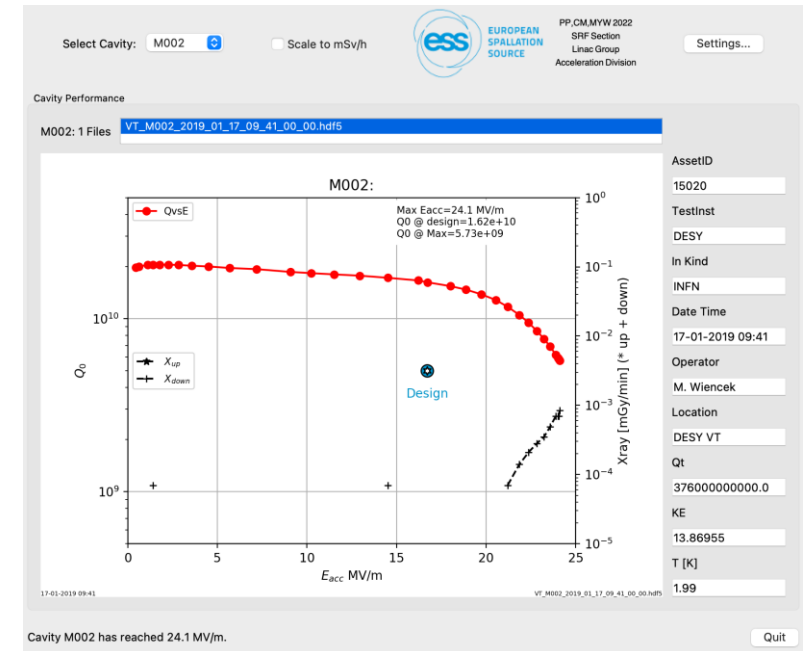 Select Cavity:
M002
Scale to mSv/h
ess
EUROPEAN
SPALLATION
SOURCE
PP,CM,MYW 2022
SRF Section
Linac Group
Acceleration Division
Settings...
Cavity Performance
M002: 1 Files
VT_M002_2019_01_17_09_41_00_00.hdf5
M002:
QvsE
Max Eacc=24.1 MV/m
Q0 @ design=1.62e+10
Q0 @ Max=5.73e+09
10⁰
10⁻¹
10⁻²
10⁻³
10⁻⁴
10⁻⁵
Xray [mGy/min] (* up + down)
10¹⁰
10⁹
Q₀
X_up
X_down
Design
0 5 10 15 20 25
E_acc MV/m
17-01-2019 09:41
VT_M002_2019_01_17_09_41_00_00.hdf5
AssetID
15020
TestInst
DESY
In Kind
INFN
Date Time
17-01-2019 09:41
Operator
M. Wiencek
Location
DESY VT
Qt
376000000000.0
KE
13.86955
T [K]
1.99
Cavity M002 has reached 24.1 MV/m.
Quit